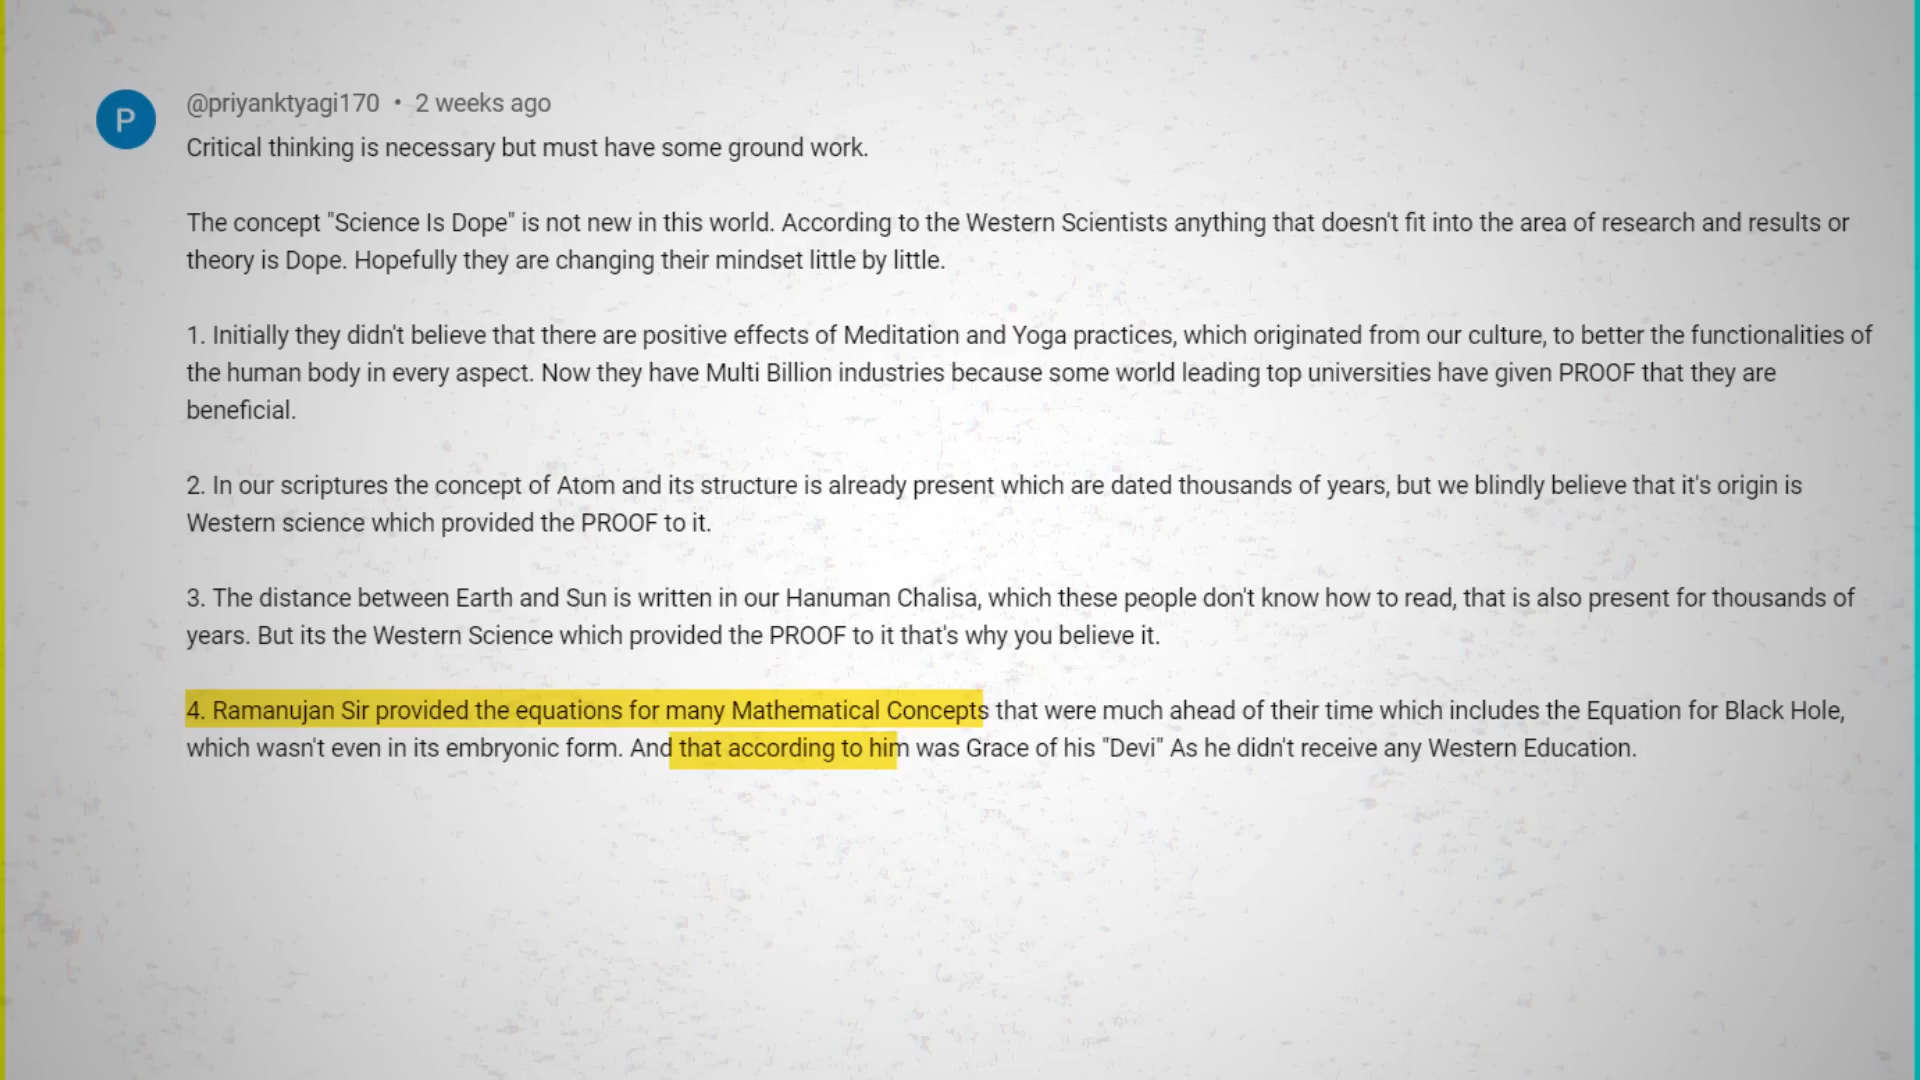 P
@priyanktyagi170 • 2 weeks ago
Critical thinking is necessary but must have some ground work.
The concept "Science Is Dope" is not new in this world. According to the Western Scientists anything that doesn't fit into the area of research and results or
theory is Dope. Hopefully they are changing their mindset little by little.
1. Initially they didn't believe that there are positive effects of Meditation and Yoga practices, which originated from our culture, to better the functionalities of
the human body in every aspect. Now they have Multi Billion industries because some world leading top universities have given PROOF that they are
beneficial.
2. In our scriptures the concept of Atom and its structure is already present which are dated thousands of years, but we blindly believe that it's origin is
Western science which provided the PROOF to it.
3. The distance between Earth and Sun is written in our Hanuman Chalisa, which these people don't know how to read, that is also present for thousands of
years. But its the Western Science which provided the PROOF to it that's why you believe it.
4. Ramanujan Sir provided the equations for many Mathematical Concepts that were much ahead of their time which includes the Equation for Black Hole,
which wasn't even in its embryonic form. And that according to him was Grace of his "Devi" As he didn't receive any Western Education.